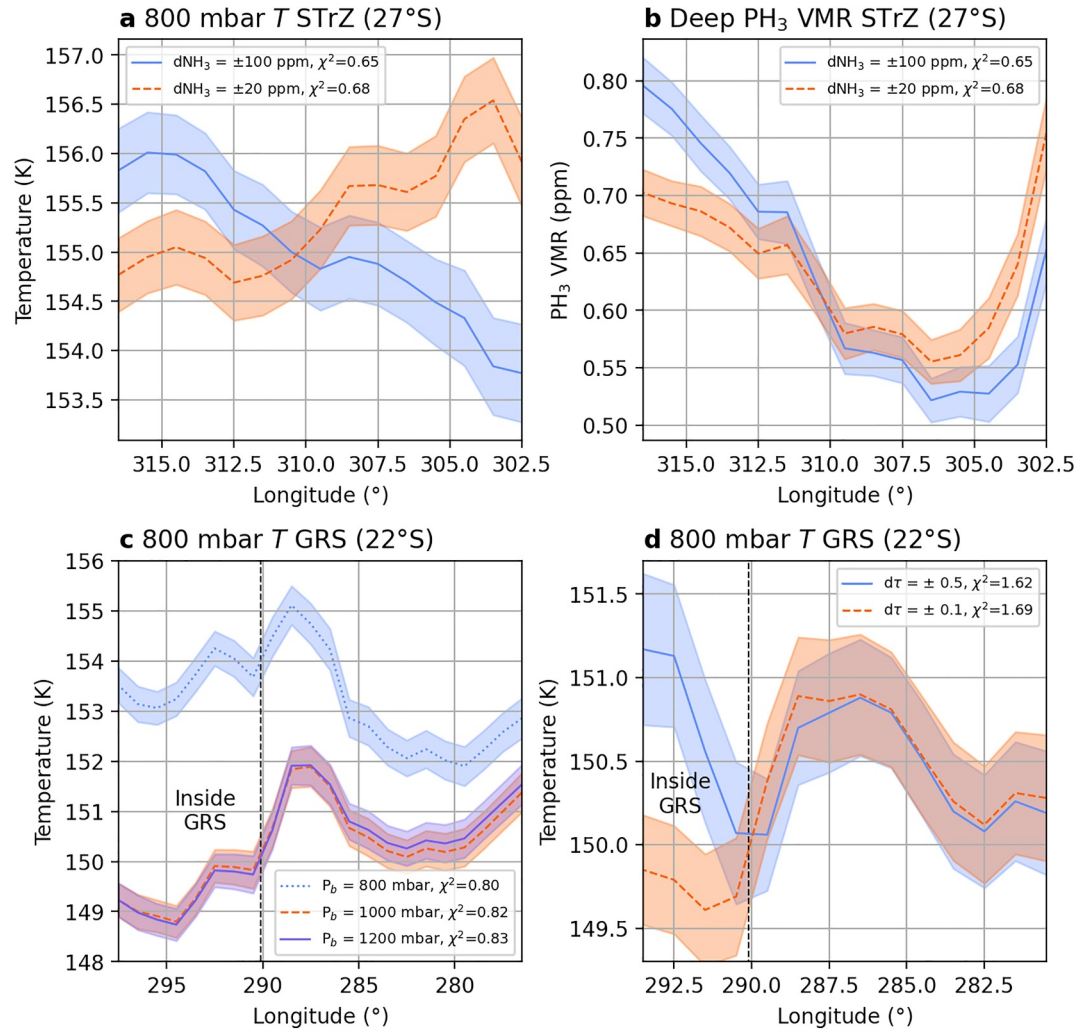 a 800 mbar T STrZ (27°S)
157.0
156.5
156.0
155.5
155.0
154.5
154.0
153.5
Temperature (K)
dNH₃ = ±100 ppm, χ²=0.65
dNH₃ = ±20 ppm, χ²=0.68
315.0 312.5 310.0 307.5 305.0 302.5
Longitude (°)
b Deep PH₃ VMR STrZ (27°S)
0.80
0.75
0.70
0.65
0.60
0.55
0.50
PH₃ VMR (ppm)
dNH₃ = ±100 ppm, χ²=0.65
dNH₃ = ±20 ppm, χ²=0.68
315.0 312.5 310.0 307.5 305.0 302.5
Longitude (°)
c 800 mbar T GRS (22°S)
156
155
154
153
152
151
150
149
148
Temperature (K)
Inside
GRS
P_b = 800 mbar, χ²=0.80
P_b = 1000 mbar, χ²=0.82
P_b = 1200 mbar, χ²=0.83
295 290 285 280
Longitude (°)
d 800 mbar T GRS (22°S)
151.5
151.0
150.5
150.0
149.5
Temperature (K)
dτ = ± 0.5, χ²=1.62
dτ = ± 0.1, χ²=1.69
Inside
GRS
292.5 290.0 287.5 285.0 282.5
Longitude (°)